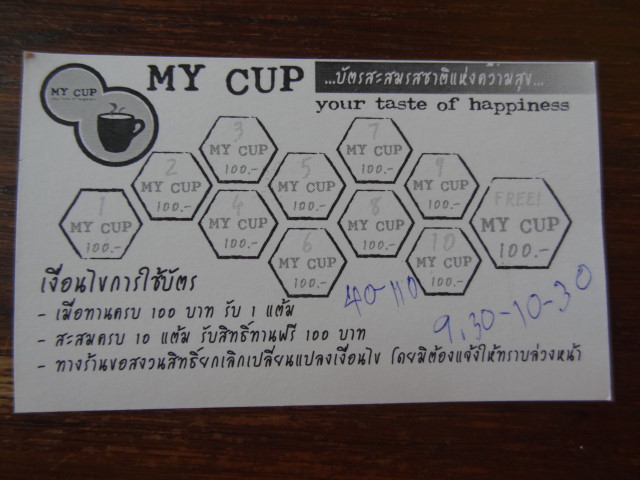 MY CUP
MY CUP
...บัตรสะสมรสชาติแห่งความสุข...
your taste of happiness
1 MY CUP 100.-
2 MY CUP 100.-
3 MY CUP 100.-
4 MY CUP 100.-
5 MY CUP 100.-
6 MY CUP 100.-
7 MY CUP 100.-
8 MY CUP 100.-
9 MY CUP 100.-
10 MY CUP 100.-
FREE! MY CUP 100.-
40-110
9.30-10-30
เงื่อนไขการใช้บัตร
- เมื่อทานครบ 100 บาท รับ 1 แต้ม
- สะสมครบ 10 แต้ม รับสิทธิ์ทานฟรี 100 บาท
- ทางร้านขอสงวนสิทธิ์ยกเลิกเปลี่ยนแปลงเงื่อนไข โดยมิต้องแจ้งให้ทราบล่วงหน้า